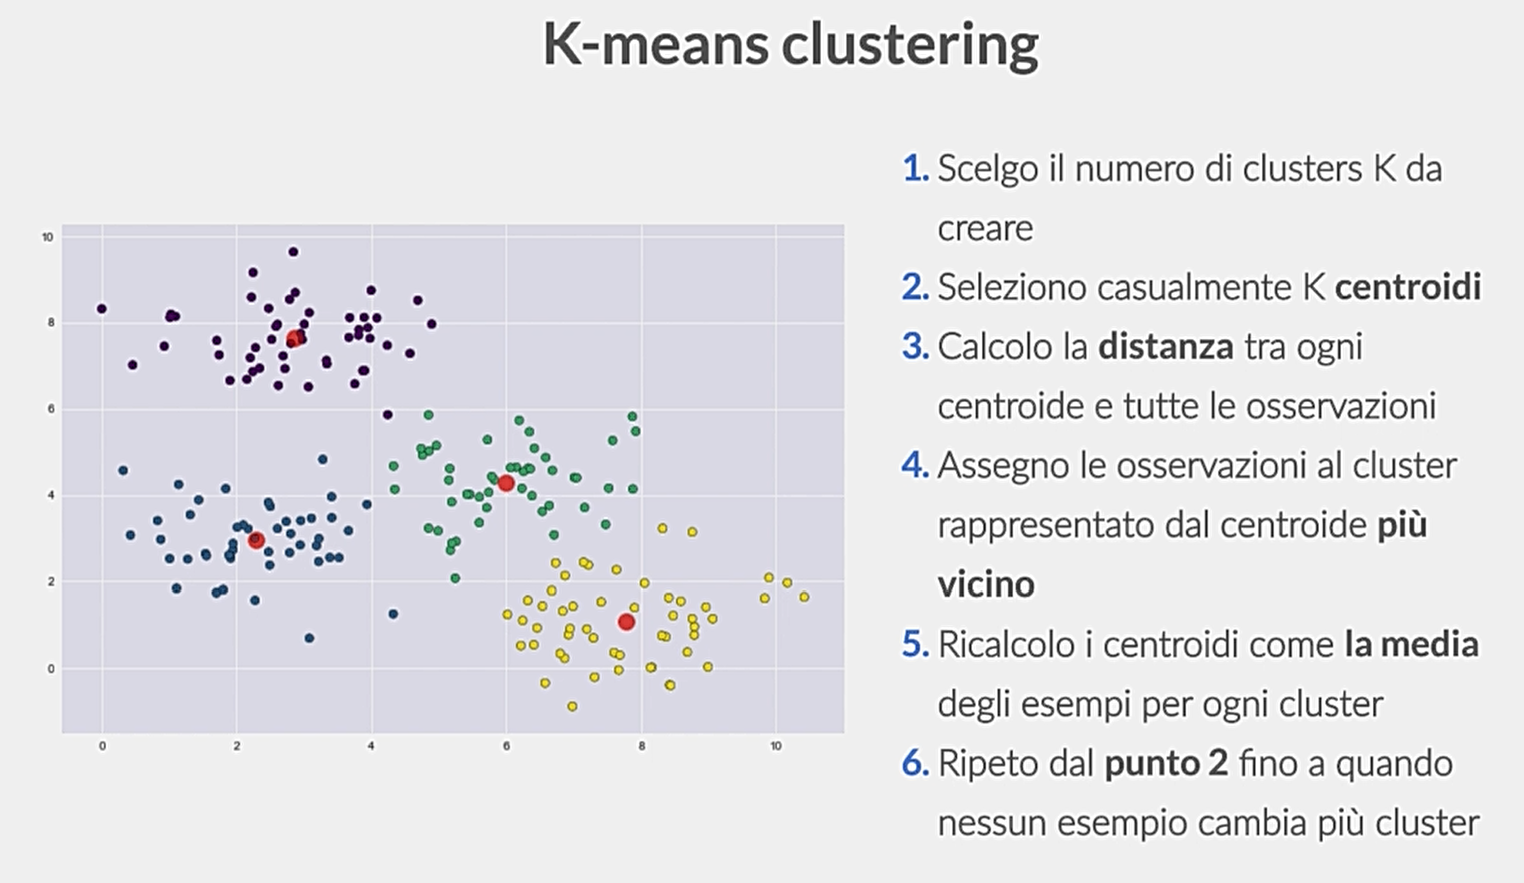 K-means clustering
1. Scelgo il numero di clusters K da
creare
2. Seleziono casualmente K centroidi
3. Calcolo la distanza tra ogni
centroide e tutte le osservazioni
4. Assegno le osservazioni al cluster
rappresentato dal centroide più
vicino
5. Ricalcolo i centroidi come la media
degli esempi per ogni cluster
6. Ripeto dal punto 2 fino a quando
nessun esempio cambia più cluster
10
8
6
4
2
0
0 2 4 6 8 10